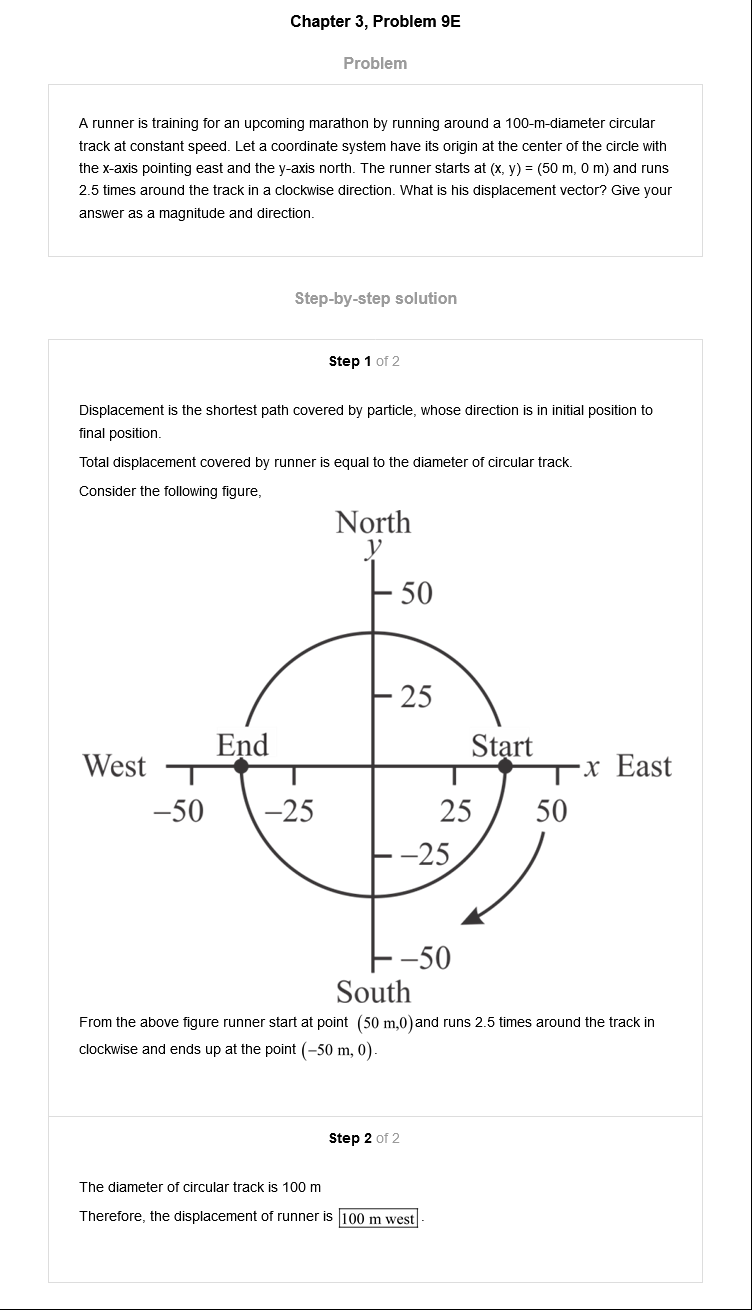 Chapter 3, Problem 9E
Problem
A runner is training for an upcoming marathon by running around a 100-m-diameter circular
track at constant speed. Let a coordinate system have its origin at the center of the circle with
the x-axis pointing east and the y-axis north. The runner starts at (x, y) = (50 m, 0 m) and runs
2.5 times around the track in a clockwise direction. What is his displacement vector? Give your
answer as a magnitude and direction.
Step-by-step solution
Step 1 of 2
Displacement is the shortest path covered by particle, whose direction is in initial position to
final position.
Total displacement covered by runner is equal to the diameter of circular track.
Consider the following figure,
North
y
50
25
End Start
West x East
−50 −25 25 50
−25
−50
South
From the above figure runner start at point (50 m,0) and runs 2.5 times around the track in
clockwise and ends up at the point (−50 m, 0).
Step 2 of 2
The diameter of circular track is 100 m
Therefore, the displacement of runner is 100 m west.